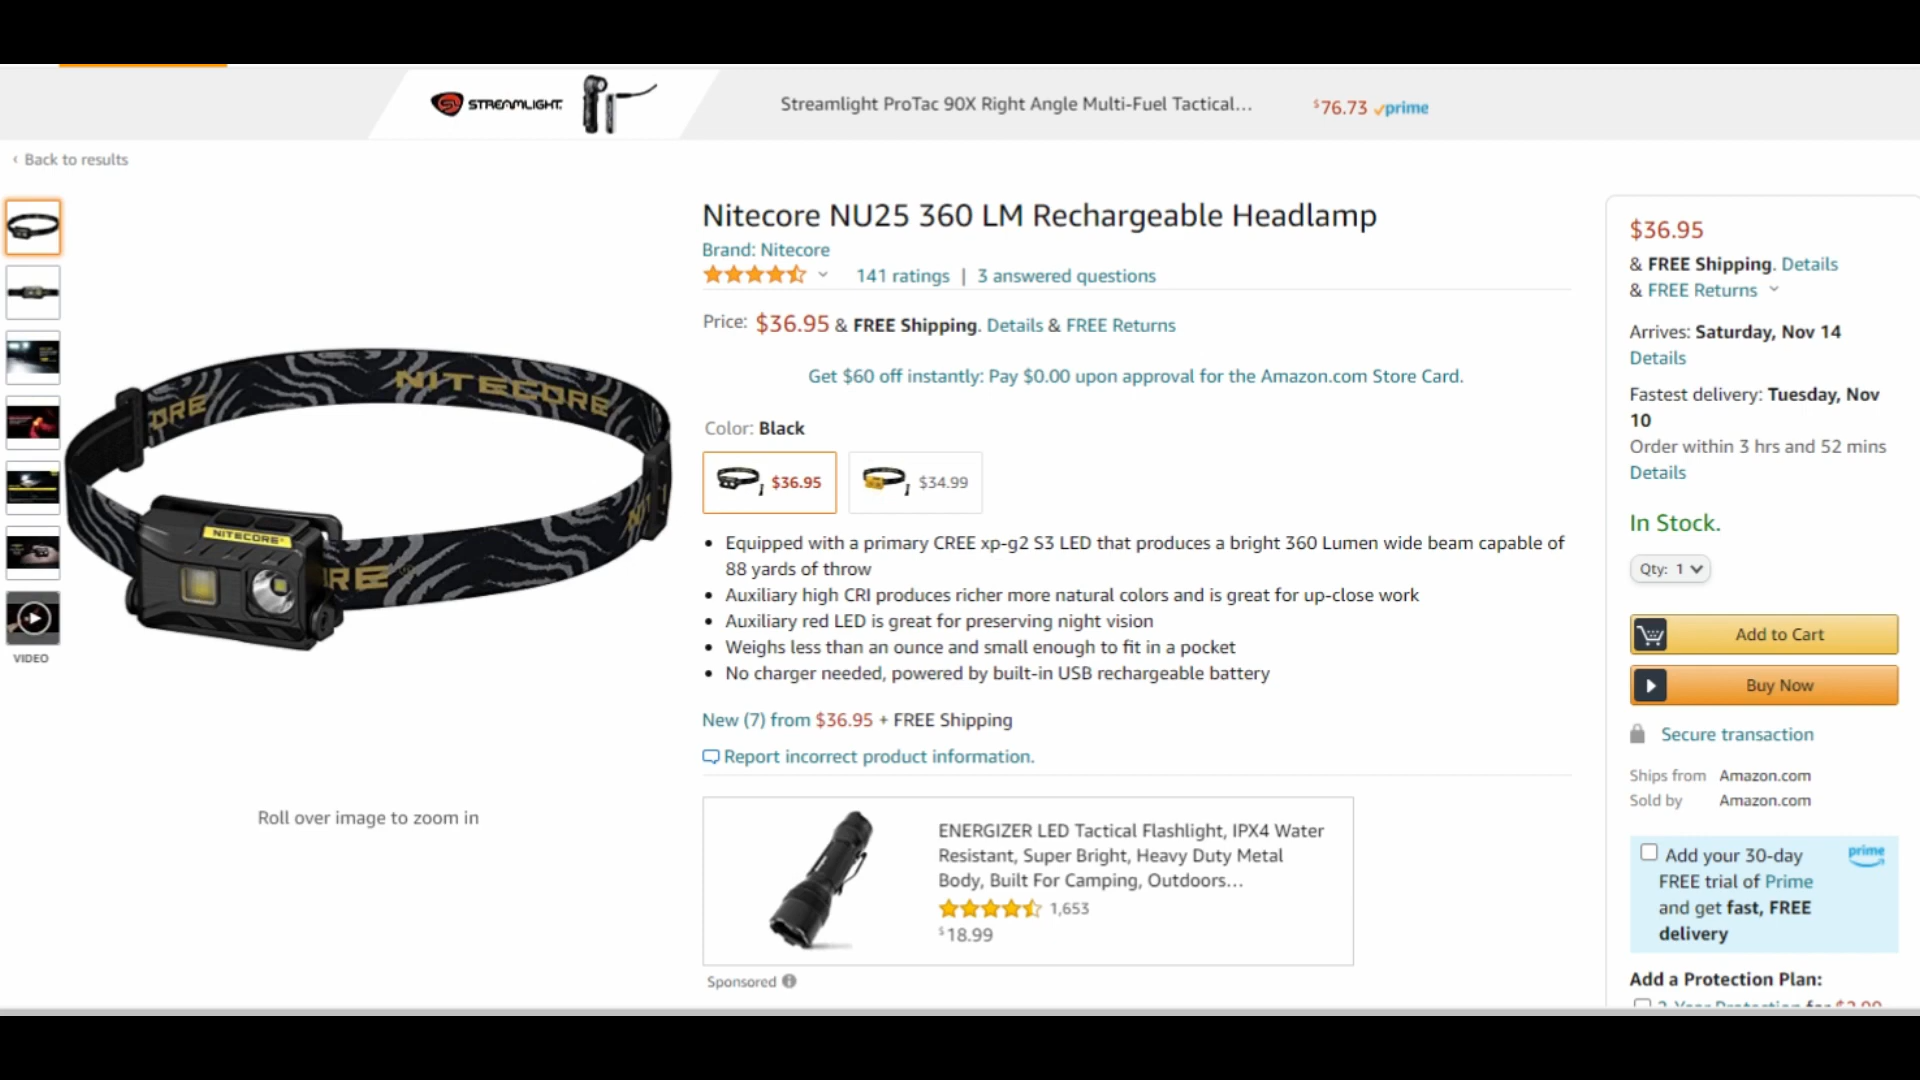 STREAMLIGHT
Streamlight ProTac 90X Right Angle Multi-Fuel Tactical...
$76.73 prime
‹ Back to results
Nitecore NU25 360 LM Rechargeable Headlamp
Brand: Nitecore
141 ratings | 3 answered questions
Price: $36.95 & FREE Shipping. Details & FREE Returns
Get $60 off instantly: Pay $0.00 upon approval for the Amazon.com Store Card.
Color: Black
$36.95
$34.99
• Equipped with a primary CREE xp-g2 S3 LED that produces a bright 360 Lumen wide beam capable of
88 yards of throw
• Auxiliary high CRI produces richer more natural colors and is great for up-close work
• Auxiliary red LED is great for preserving night vision
• Weighs less than an ounce and small enough to fit in a pocket
• No charger needed, powered by built-in USB rechargeable battery
New (7) from $36.95 + FREE Shipping
Report incorrect product information.
NITECORE
ORE
NITECORE
ORE
VIDEO
Roll over image to zoom in
ENERGIZER LED Tactical Flashlight, IPX4 Water
Resistant, Super Bright, Heavy Duty Metal
Body, Built For Camping, Outdoors...
1,653
$18.99
Sponsored
$36.95
& FREE Shipping. Details
& FREE Returns
Arrives: Saturday, Nov 14
Details
Fastest delivery: Tuesday, Nov
10
Order within 3 hrs and 52 mins
Details
In Stock.
Qty: 1
Add to Cart
Buy Now
Secure transaction
Ships from Amazon.com
Sold by Amazon.com
Add your 30-day
prime
FREE trial of Prime
and get fast, FREE
delivery
Add a Protection Plan:
2-Year Protection for $3.99